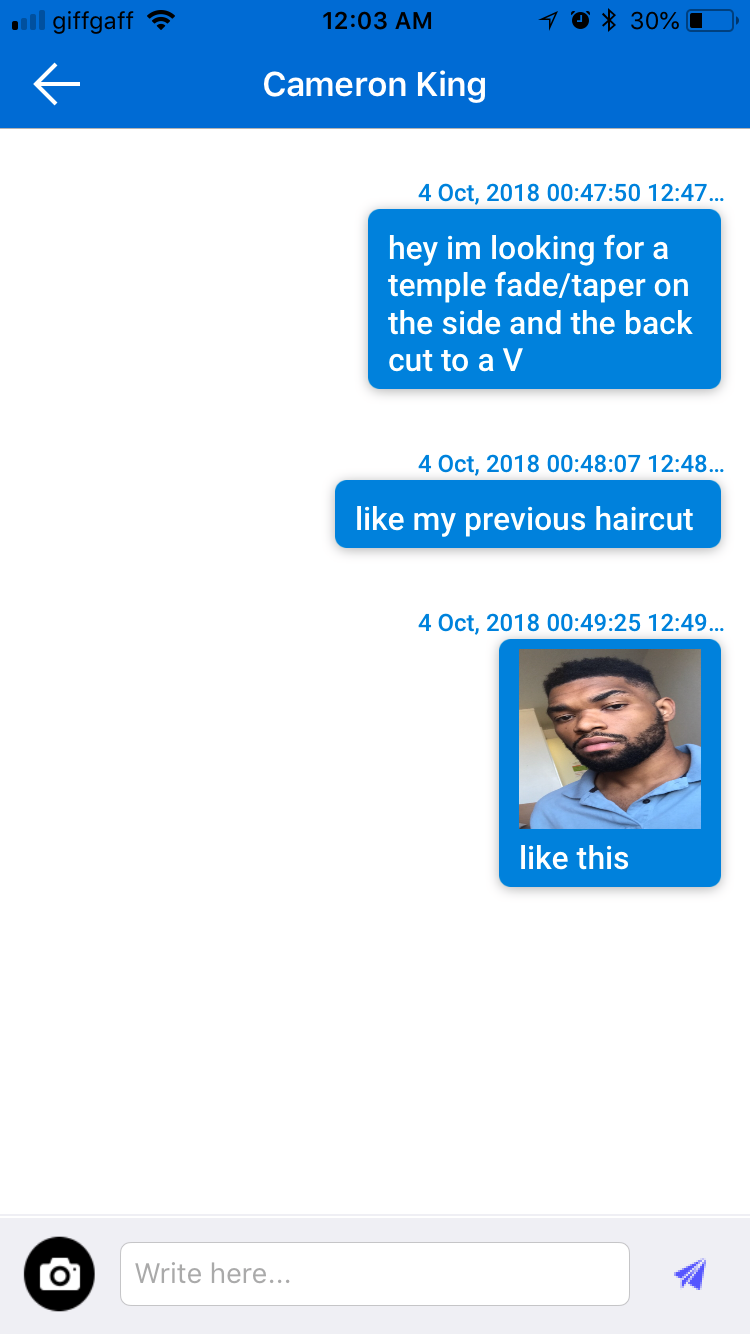 giffgaff 12:03 AM 30%
Cameron King
4 Oct, 2018 00:47:50 12:47...
hey im looking for a
temple fade/taper on
the side and the back
cut to a V
4 Oct, 2018 00:48:07 12:48...
like my previous haircut
4 Oct, 2018 00:49:25 12:49...
like this
Write here...